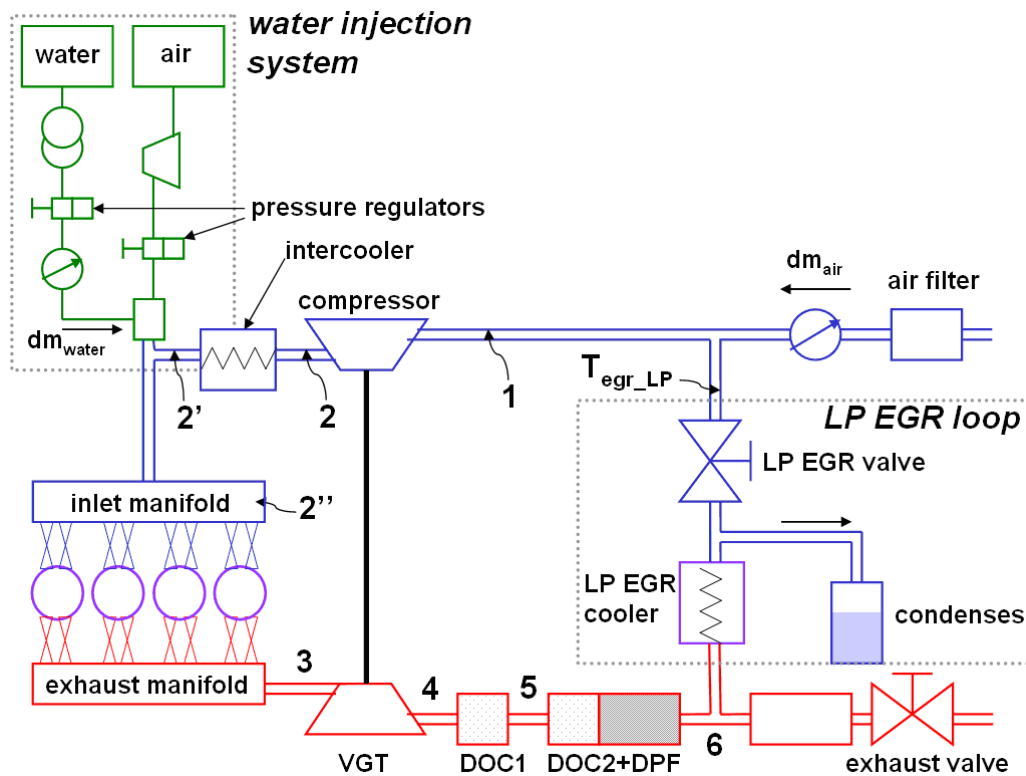 water injection
system
water
air
pressure regulators
intercooler
dm_air
air filter
compressor
dm_water
T_egr_LP
1
2
2'
LP EGR loop
LP EGR valve
inlet manifold
2''
LP EGR
cooler
condenses
exhaust manifold
3
4
5
6
VGT
DOC1
DOC2+DPF
exhaust valve